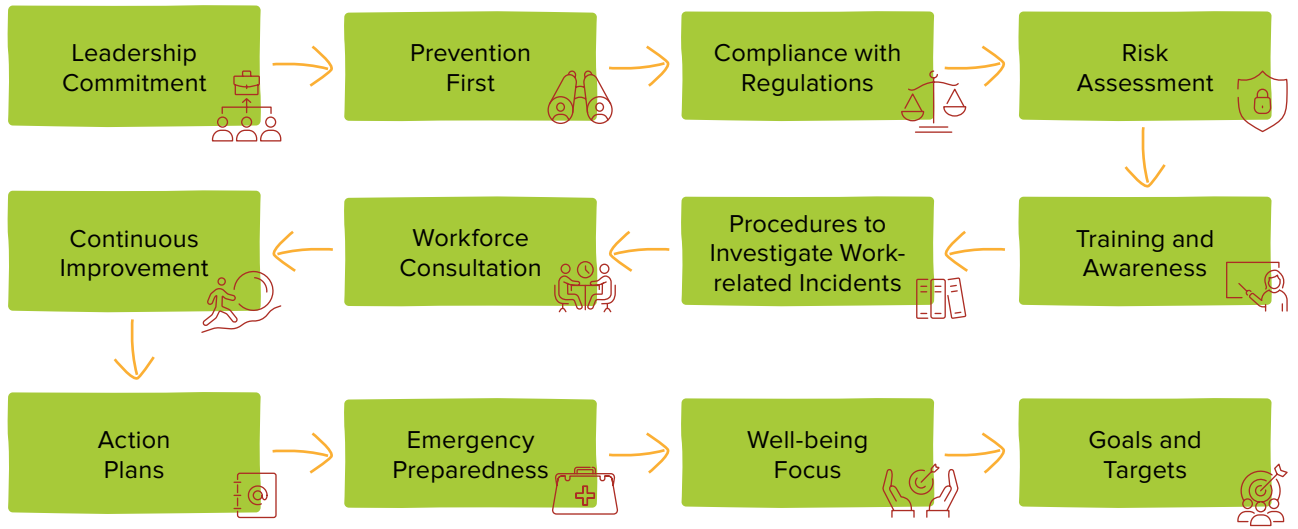 Leadership
Commitment
Prevention
First
Compliance with
Regulations
Risk
Assessment
Training and
Awareness
Procedures to
Investigate Work-
related Incidents
Workforce
Consultation
Continuous
Improvement
Action
Plans
Emergency
Preparedness
Well-being
Focus
Goals and
Targets